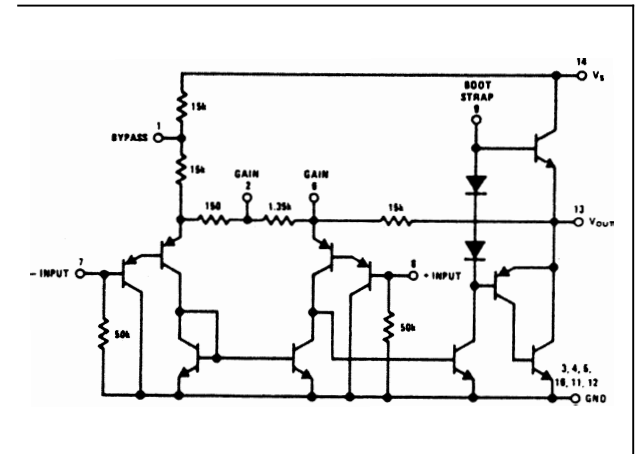 14
Vs
BOOT
STRAP
9
15k
1
BYPASS
15k
GAIN
2
GAIN
6
150
1.35k
15k
13
VOUT
7
- INPUT
8
+ INPUT
50k
50k
3, 4, 5,
10, 11, 12
GND